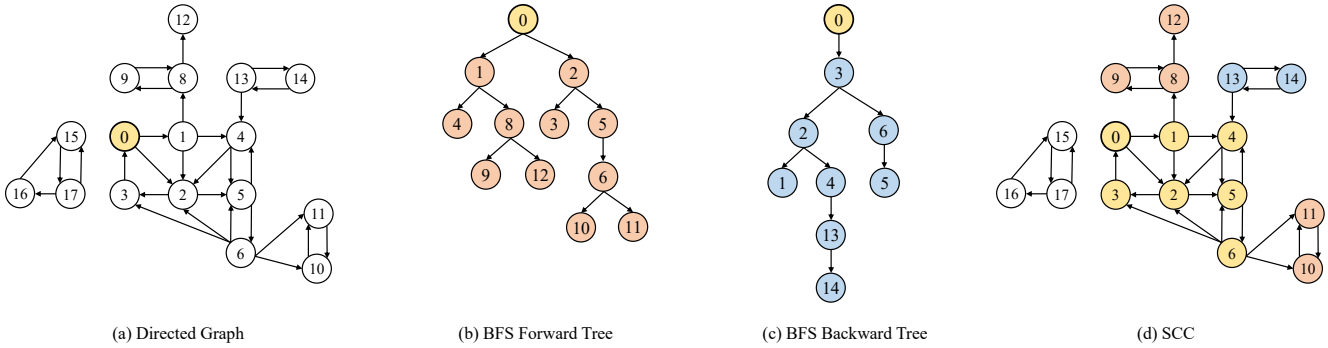 12
9 8 13 14
0 1 4
15
16 17
3 2 5
11
6
10
(a) Directed Graph
0
1 2
4 8 3 5
9 12 6
10 11
(b) BFS Forward Tree
0
3
2 6
1 4 5
13
14
(c) BFS Backward Tree
12
9 8 13 14
0 1 4
15
16 17
3 2 5
11
6
10
(d) SCC